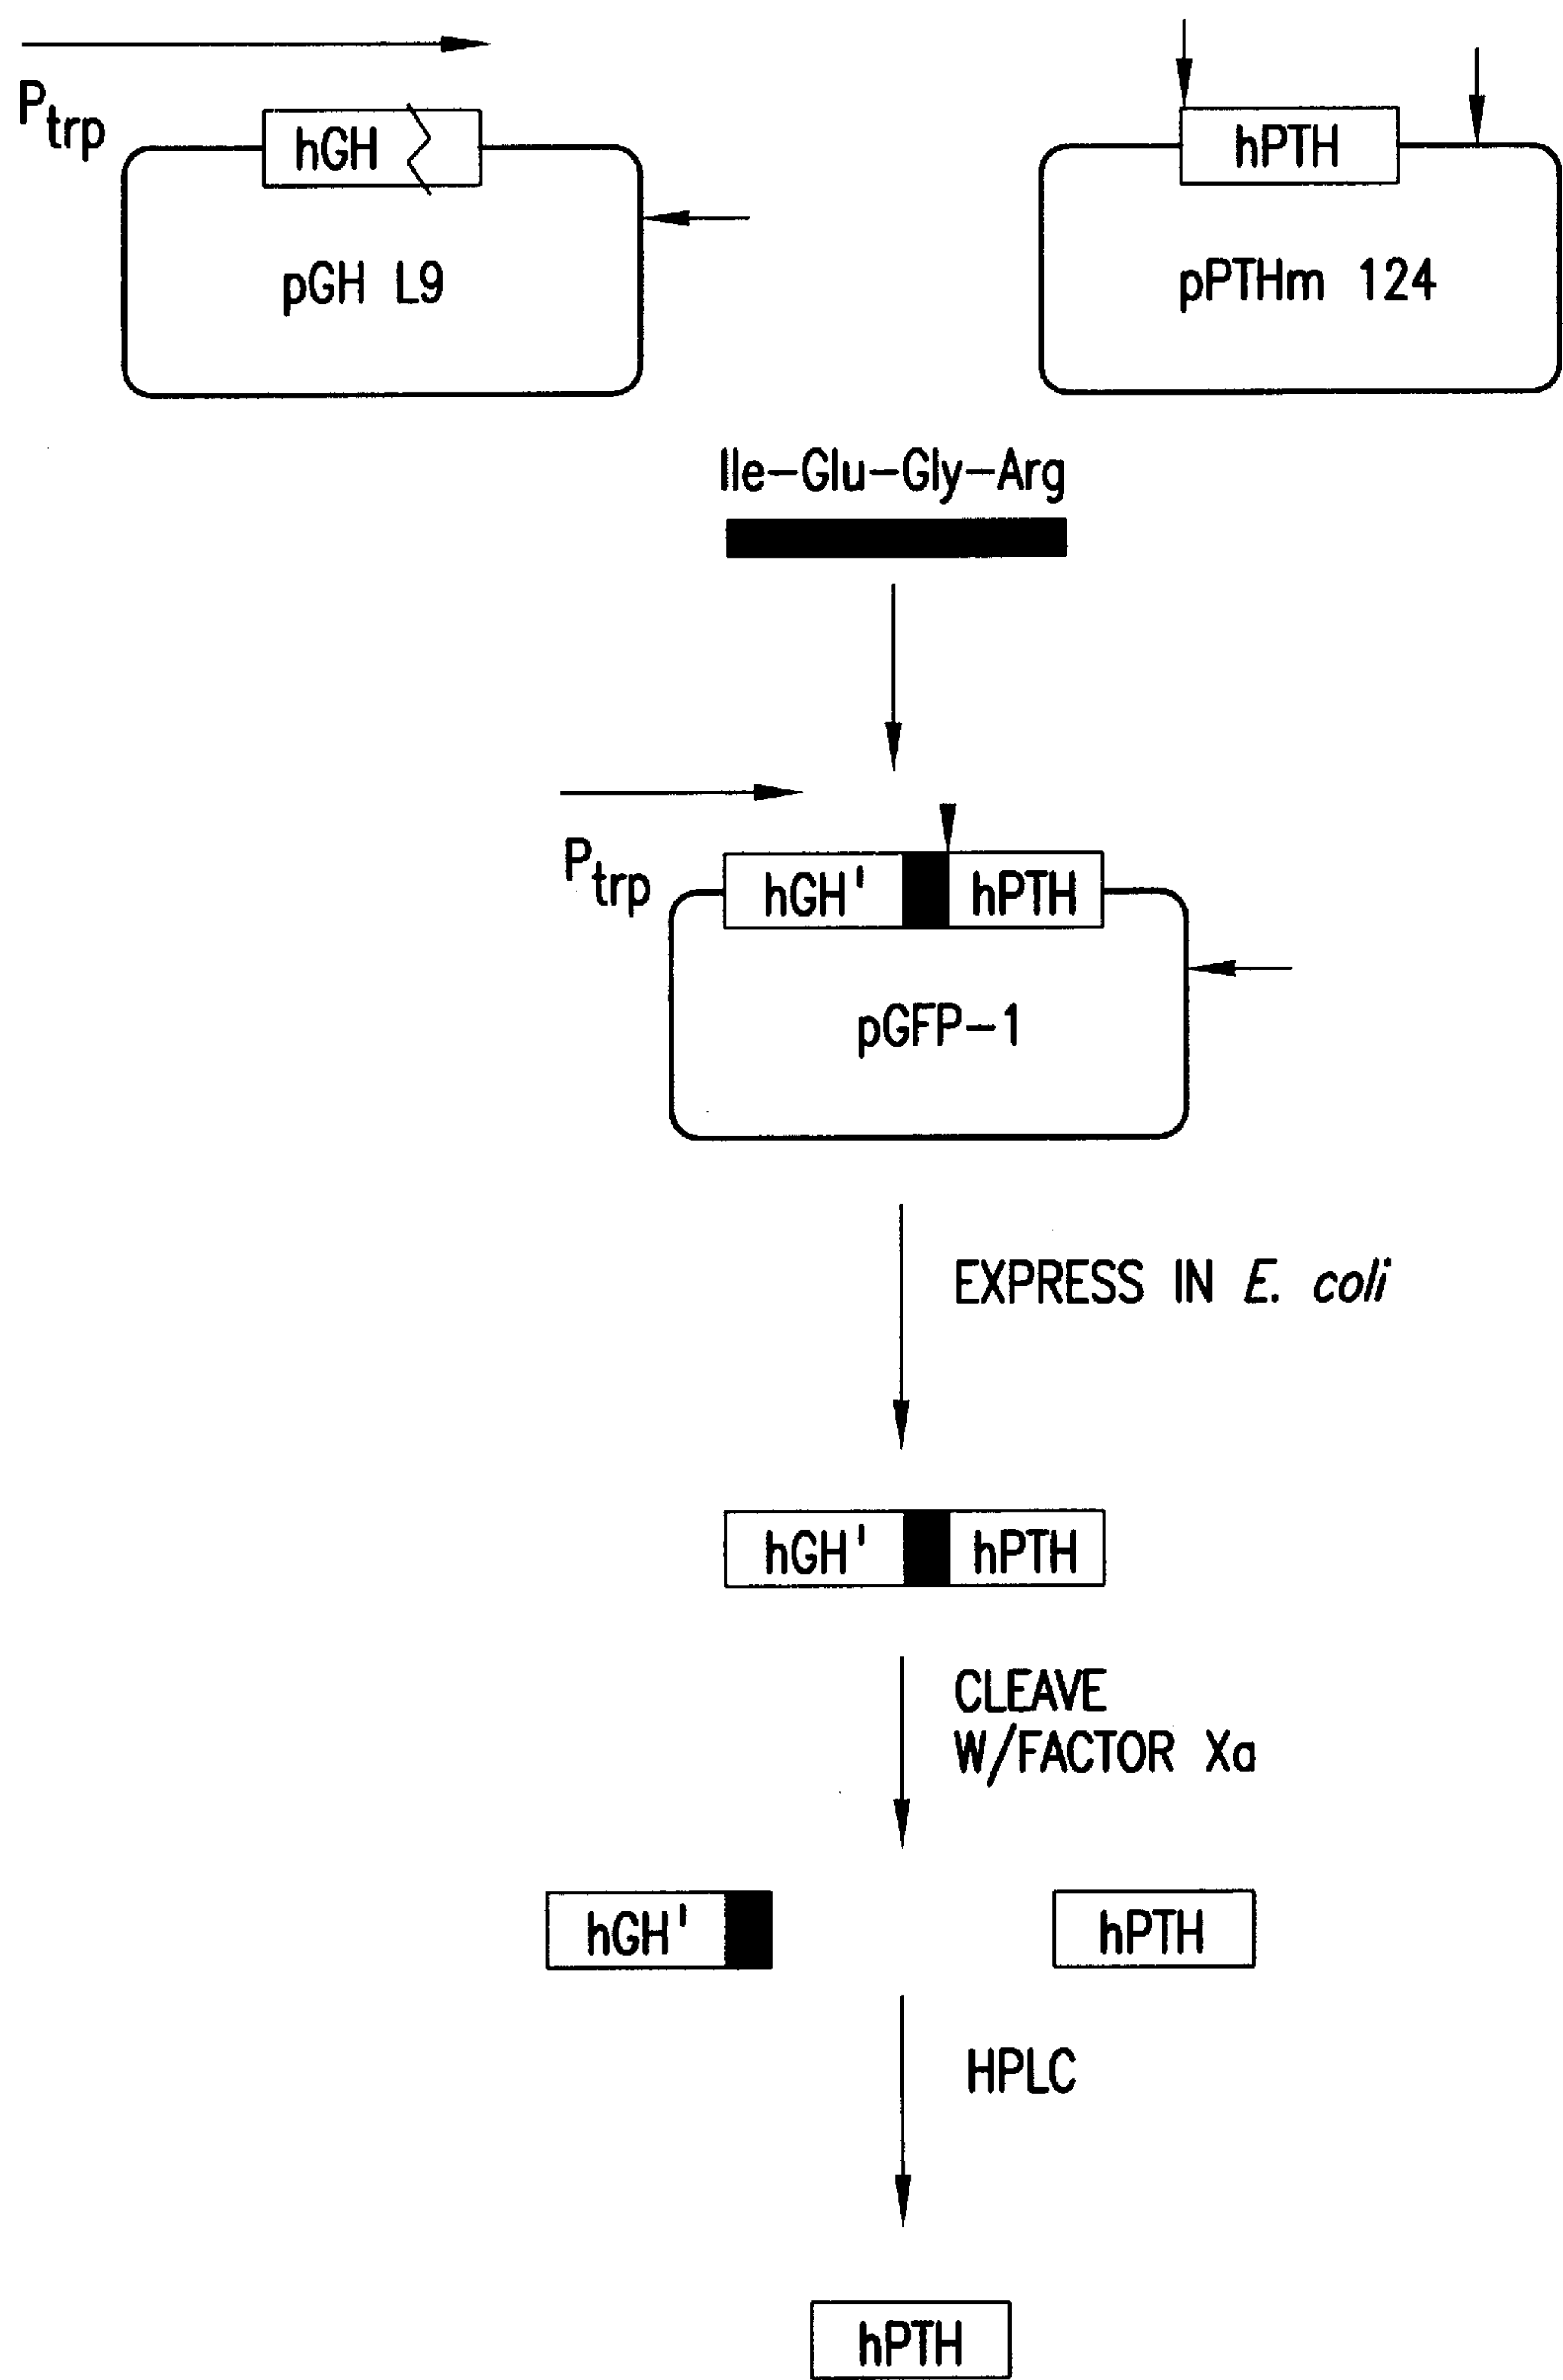 Ptrp
hGH
pGH L9
hPTH
pPTHm 124
Ile-Glu-Gly-Arg
Ptrp
hGH' hPTH
pGFP-1
EXPRESS IN E. coli
hGH' hPTH
CLEAVE
W/FACTOR Xa
hGH' hPTH
HPLC
hPTH